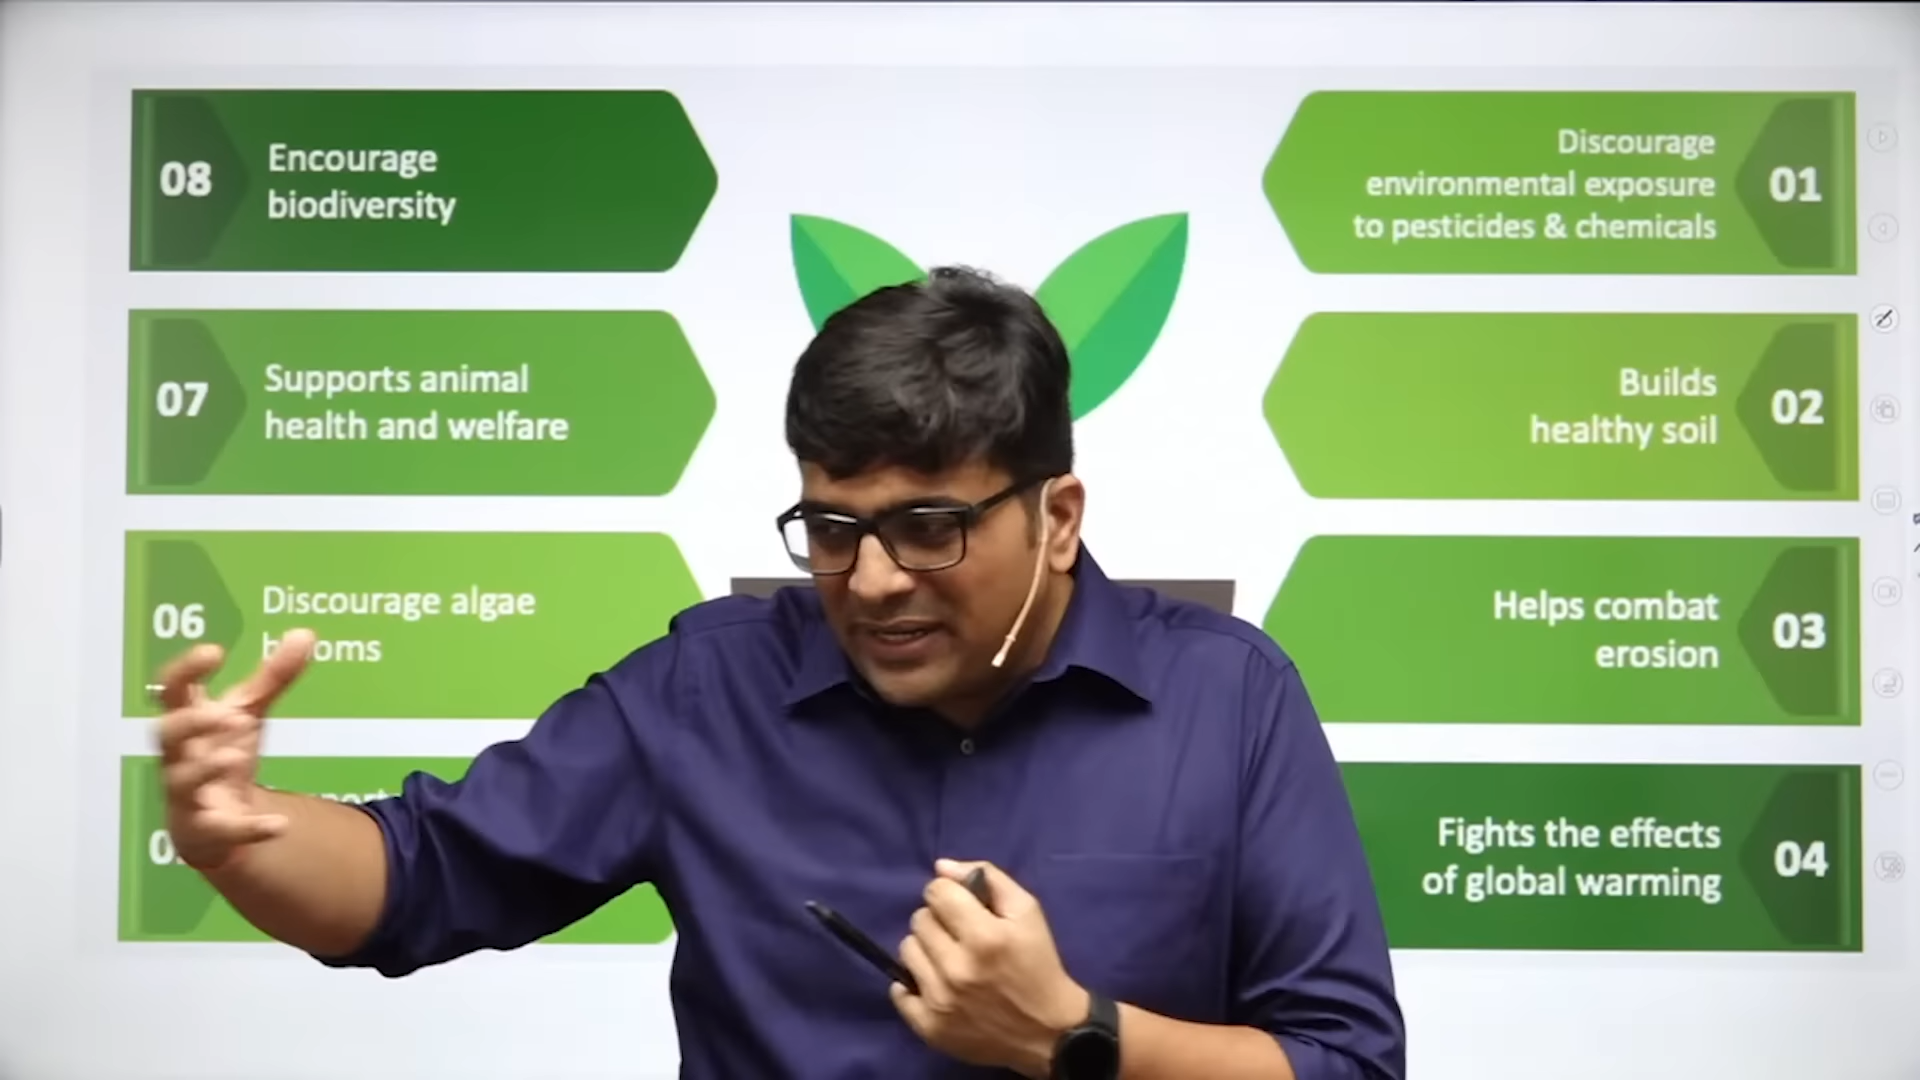 08
Encourage
biodiversity
07
Supports animal
health and welfare
06
Discourage algae
Discourage
environmental exposure
to pesticides & chemicals
01
Builds
healthy soil
02
Helps combat
erosion
03
Fights the effects
of global warming
04